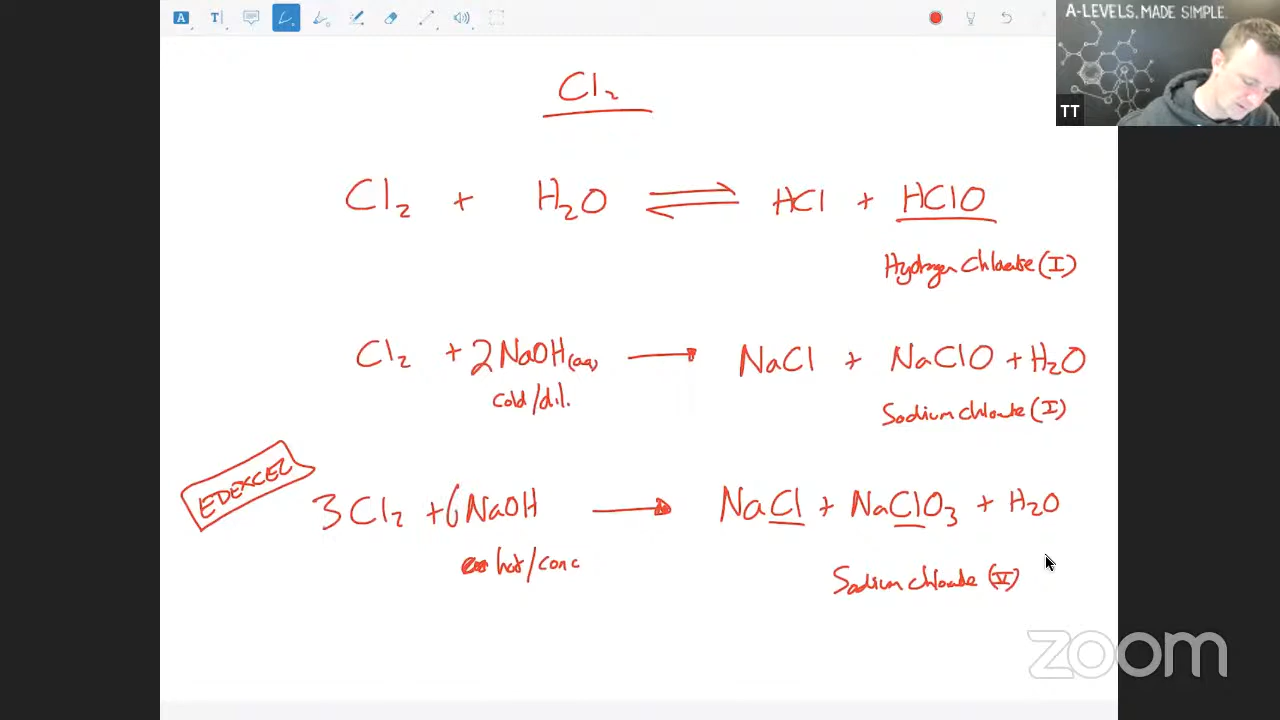 A-LEVELS. MADE SIMPLE.
TT
Cl₂
Cl₂ + H₂O ⇌ HCl + HClO
Hydrogen chlorate (I)
Cl₂ + 2NaOH(aq) → NaCl + NaClO + H₂O
cold/dil.
Sodium chlorate (I)
EDEXCEL
3Cl₂ + 6NaOH → NaCl + NaClO₃ + H₂O
hot/conc
Sodium chlorate (V)
zoom